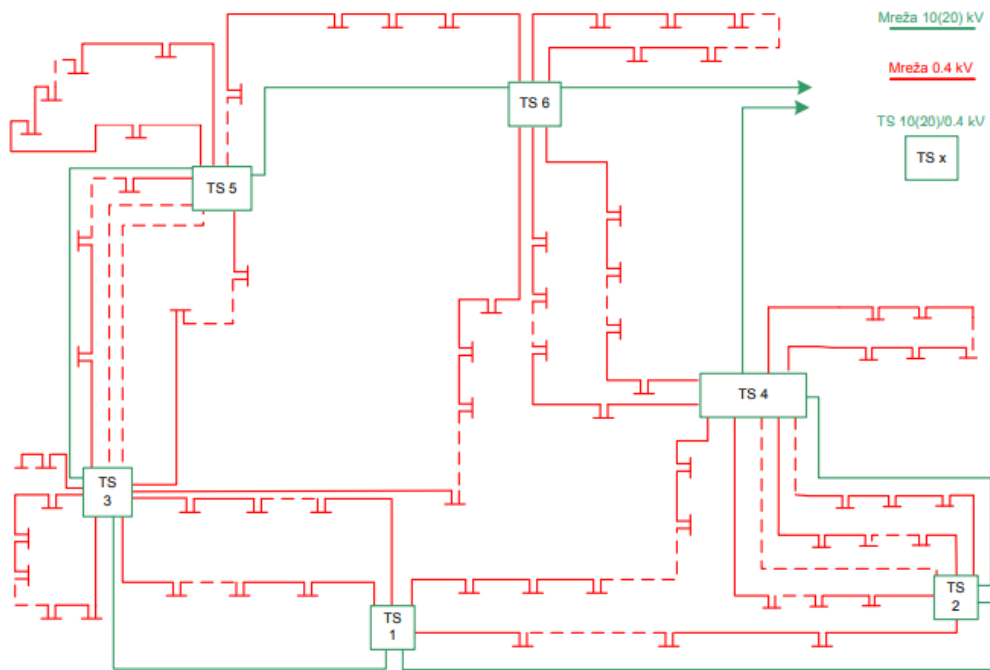 Mreža 10(20) kV
Mreža 0.4 kV
TS 10(20)/0.4 kV
TS x
TS 6
TS 5
TS 4
TS
3
TS
2
TS
1